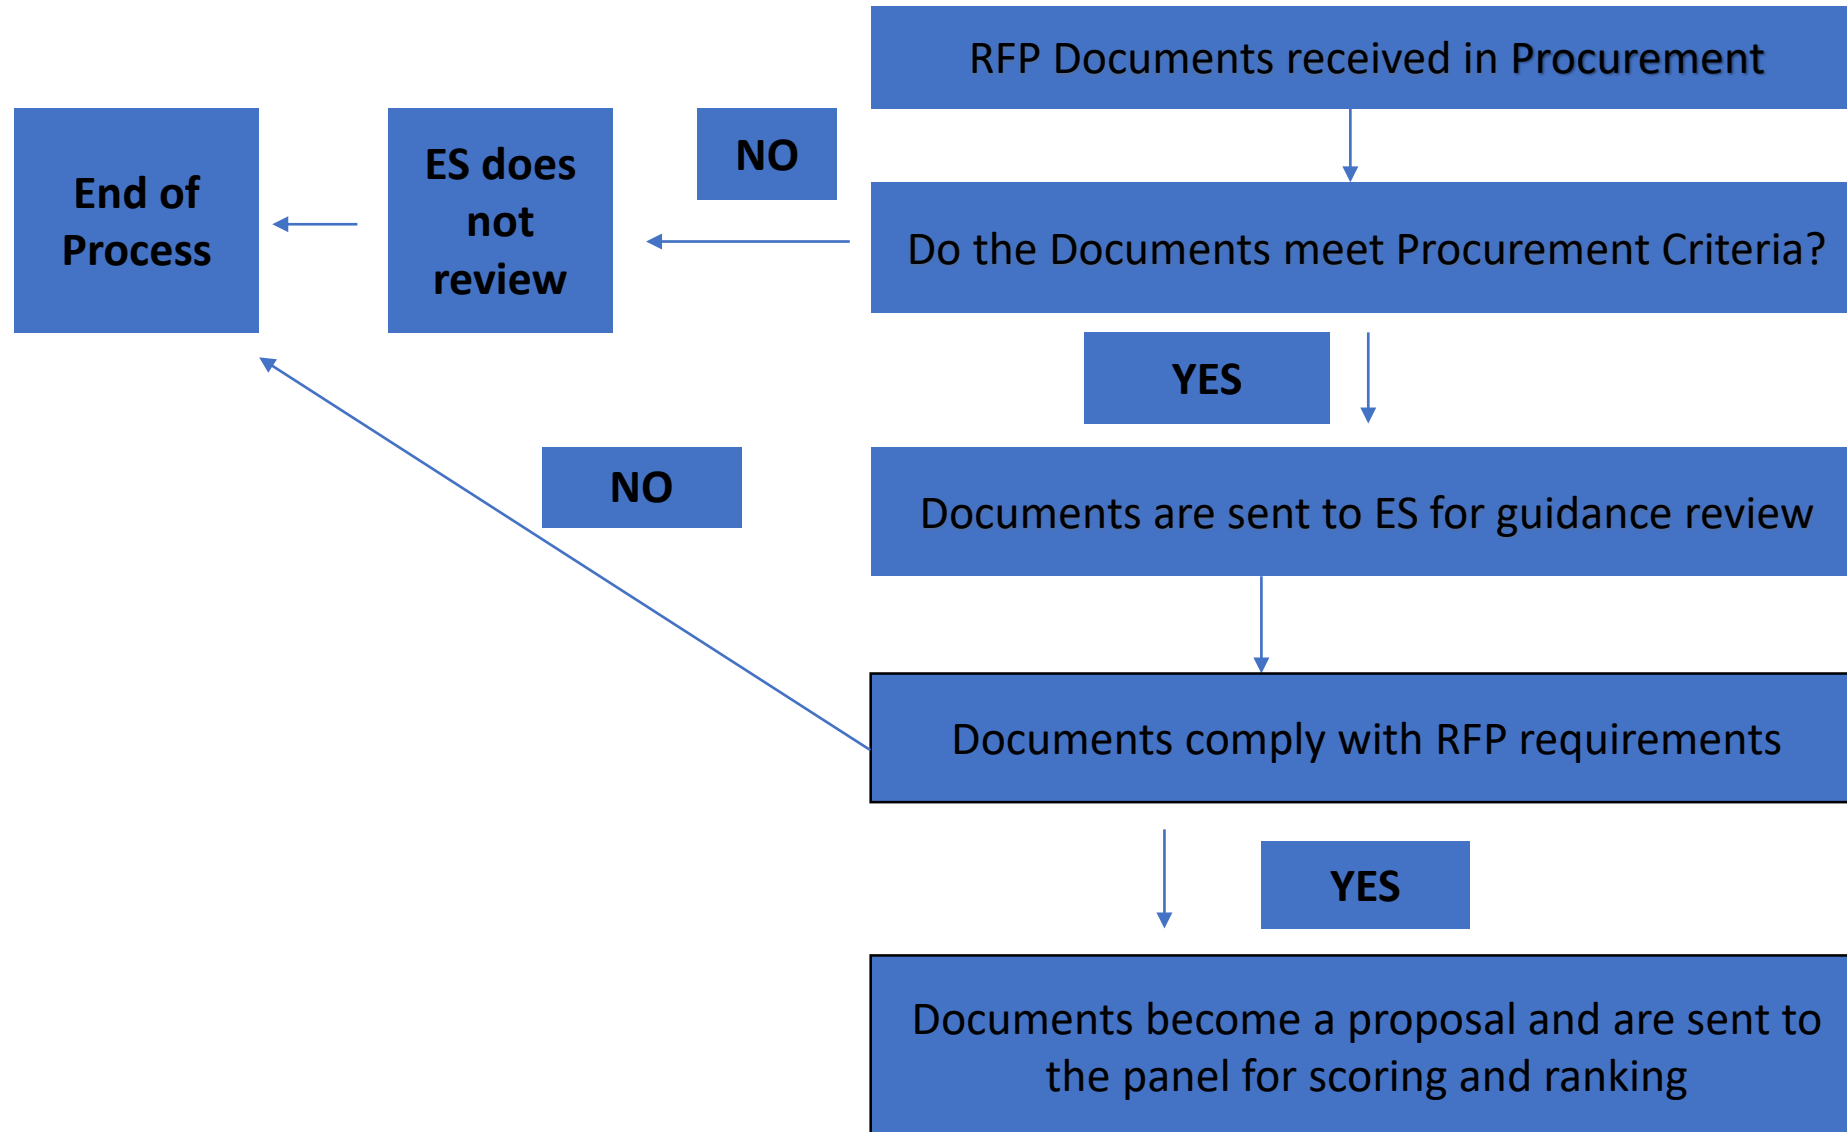 RFP Documents received in Procurement
End of
Process
ES does
not
review
NO
Do the Documents meet Procurement Criteria?
YES
NO
Documents are sent to ES for guidance review
Documents comply with RFP requirements
YES
Documents become a proposal and are sent to
the panel for scoring and ranking